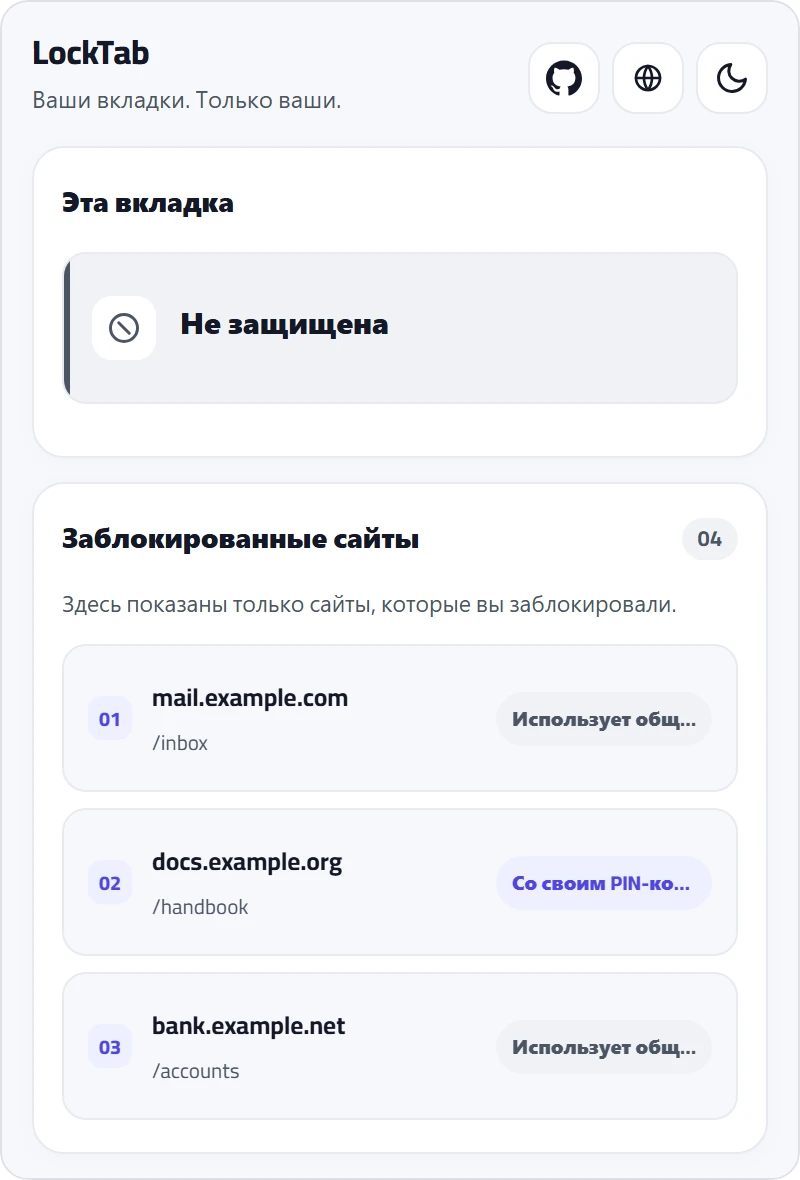 LockTab
Ваши вкладки. Только ваши.
Эта вкладка
Не защищена
Заблокированные сайты
04
Здесь показаны только сайты, которые вы заблокировали.
01
mail.example.com
/inbox
Использует общ...
02
docs.example.org
/handbook
Со своим PIN-ко...
03
bank.example.net
/accounts
Использует общ...